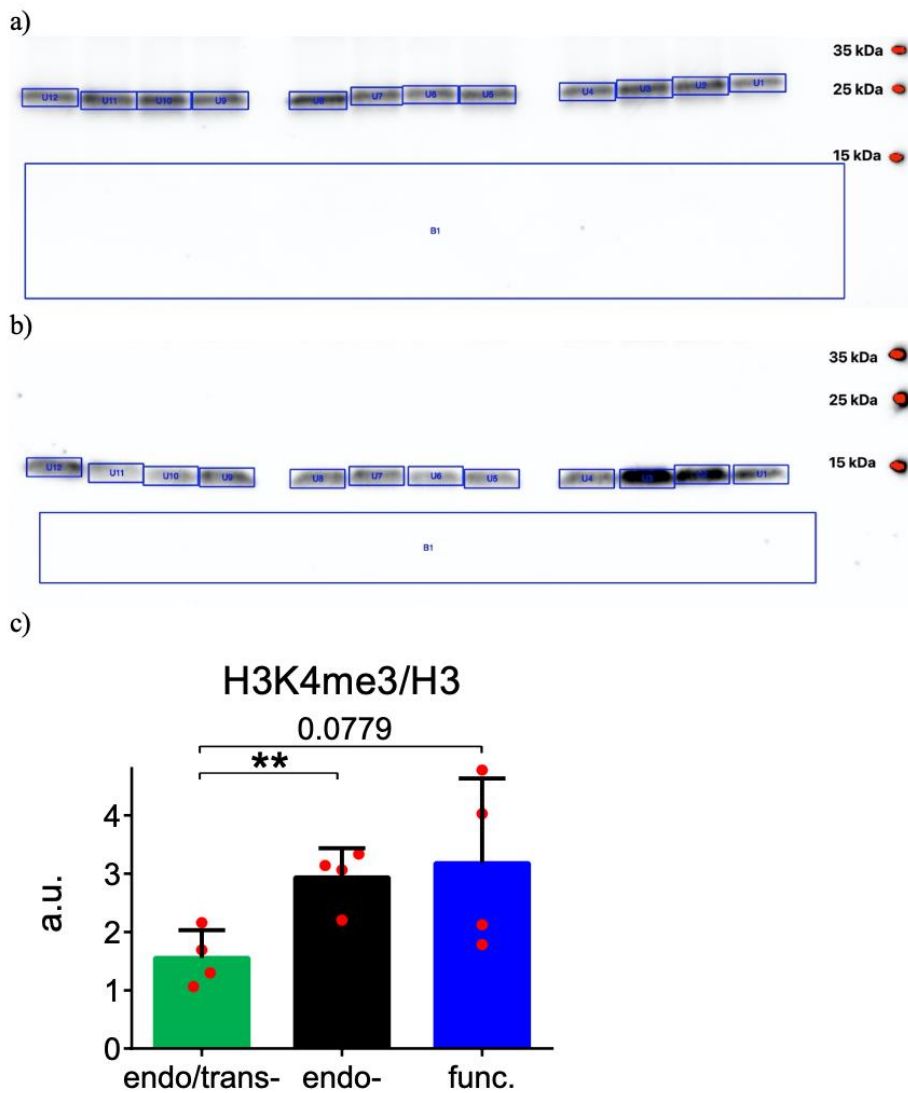 a)
35 kDa
25 kDa
15 kDa
U12 U11 U10 U9 U8 U7 U6 U5 U4 U3 U2 U1
B1
b)
35 kDa
25 kDa
15 kDa
U12 U11 U10 U9 U8 U7 U6 U5 U4 U1
B1
c)
H3K4me3/H3
0.0779
**
a.u.
4
3
2
1
0
endo/trans- endo- func.